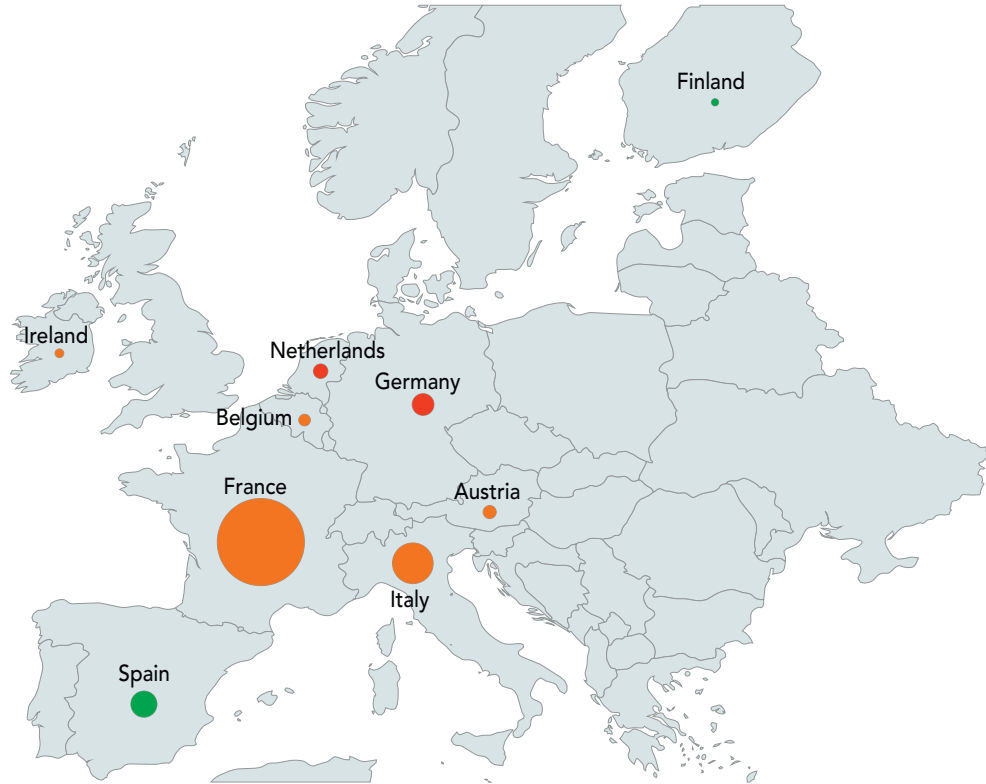 Finland
Ireland
Netherlands
Germany
Belgium
France
Austria
Italy
Spain